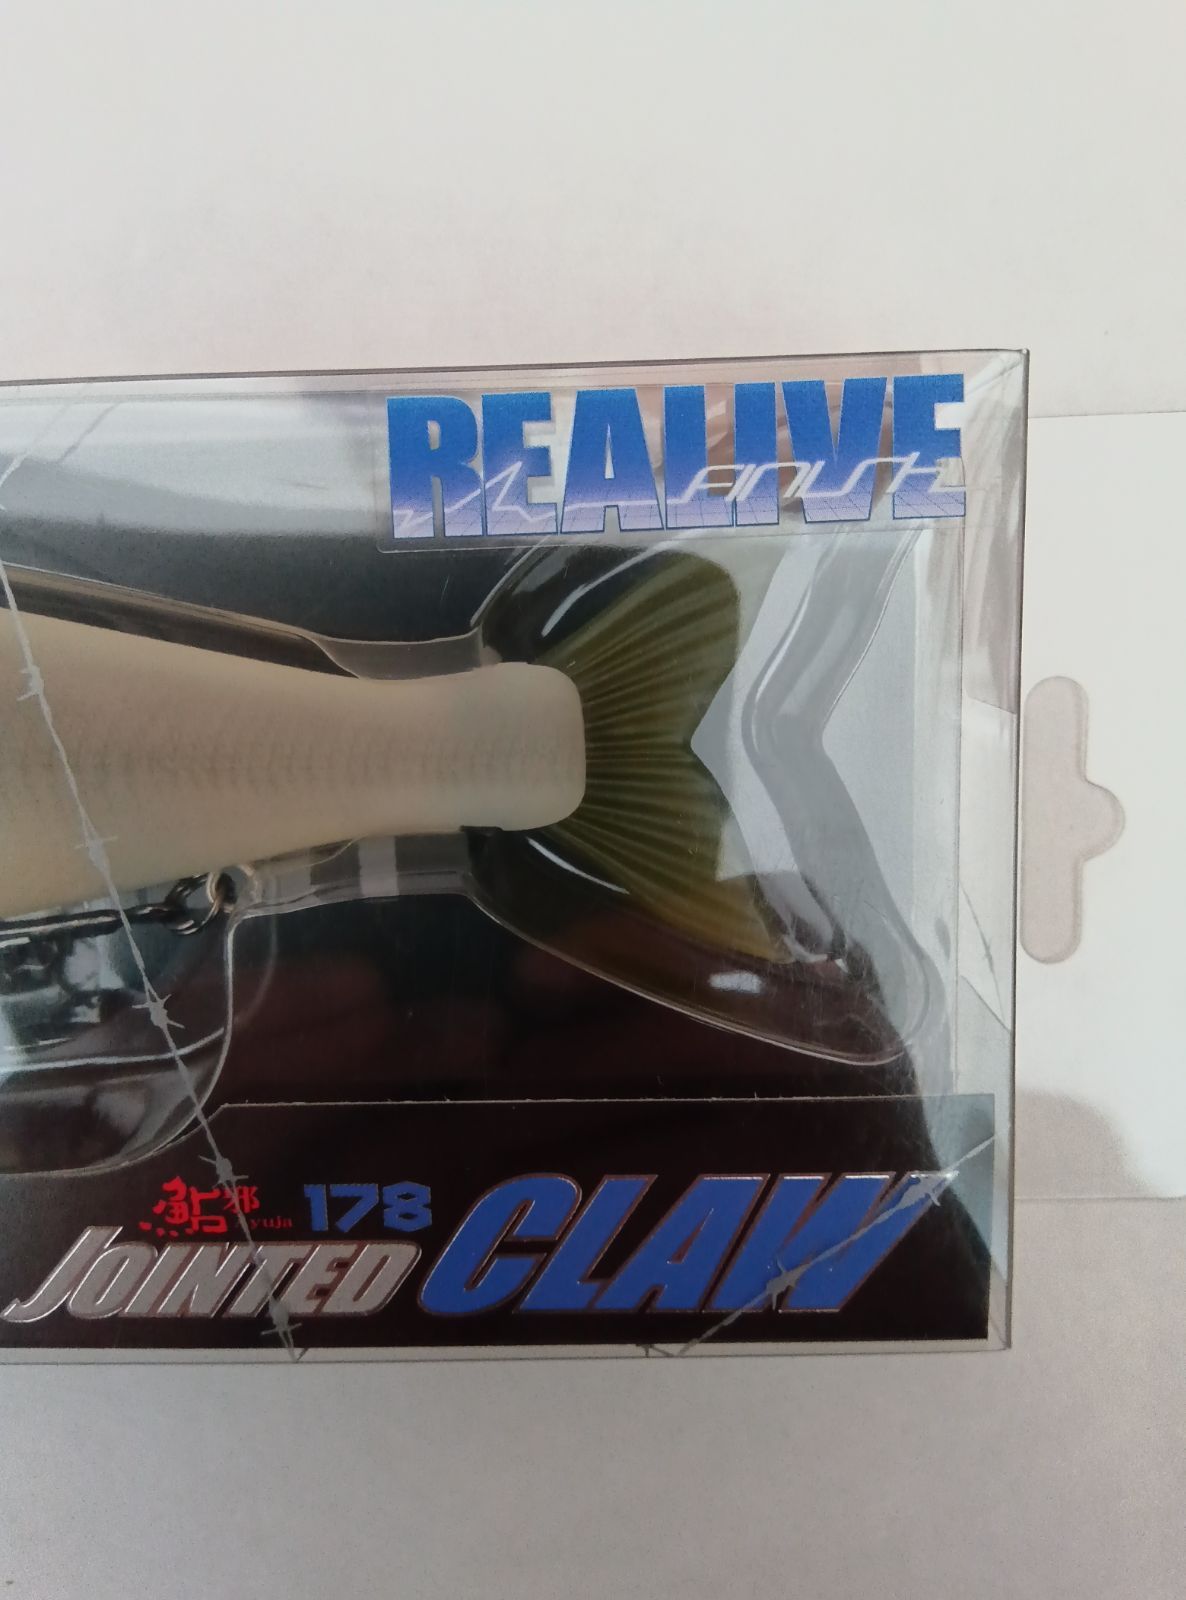 REALIVE
鮎邪
Ayuja
178
JOINTED CLAW